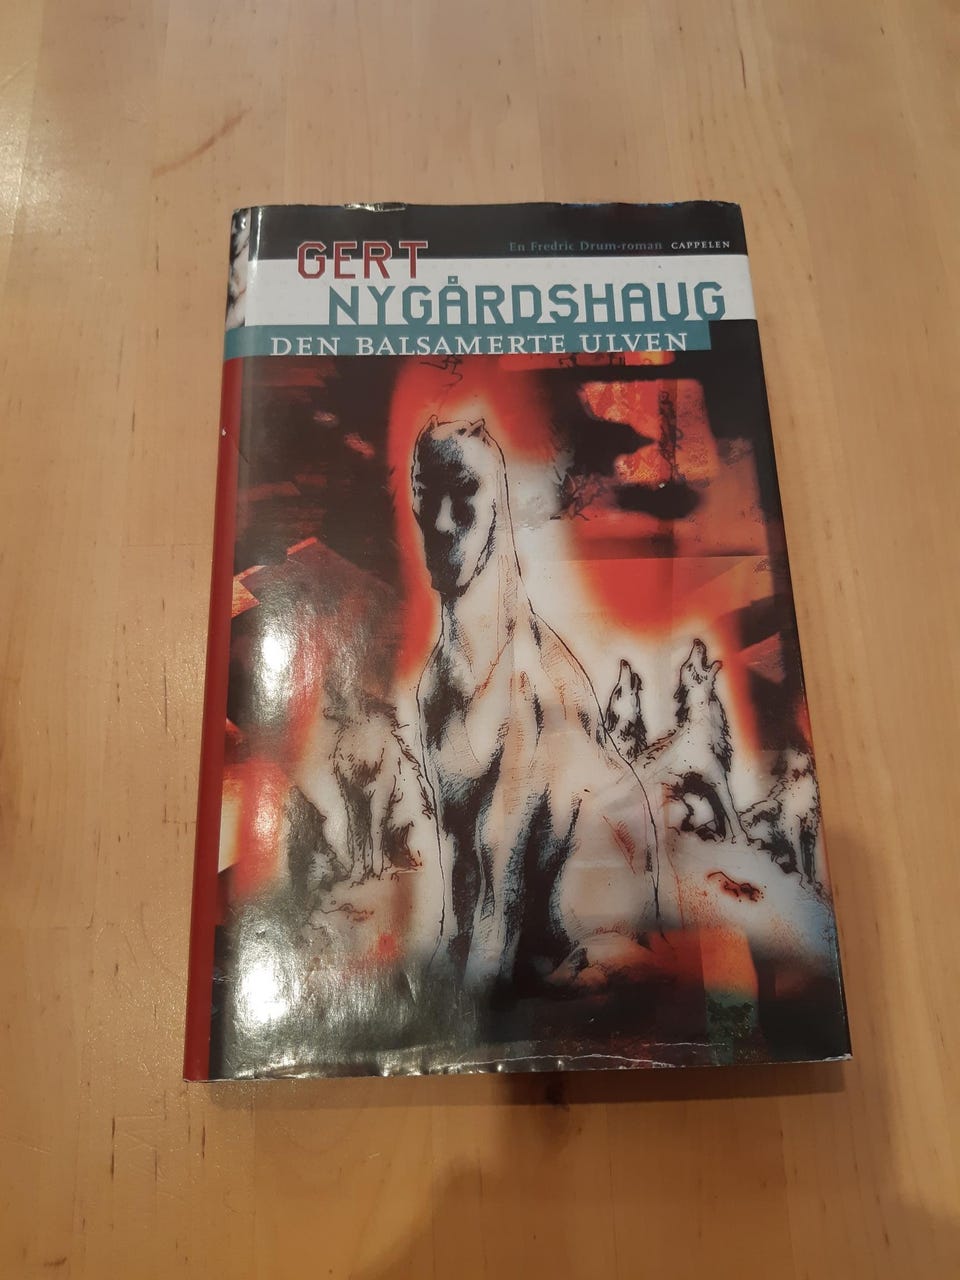 GERT
En Fredric Drum-roman CAPPELEN
NYGÅRDSHAUG
DEN BALSAMERTE ULVEN